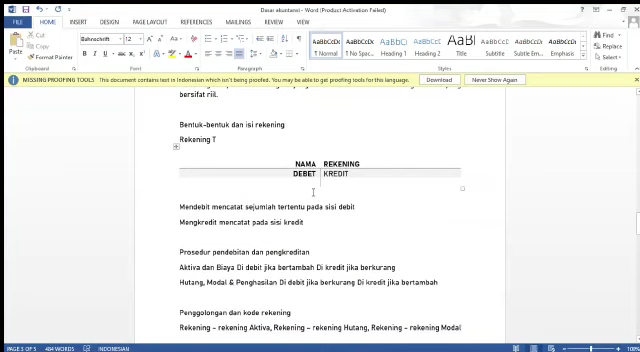 Dasar akuntansi - Word (Product Activation Failed)
FILE HOME INSERT DESIGN PAGE LAYOUT REFERENCES MAILINGS REVIEW VIEW
Cut
Copy
Format Painter
Paste
Clipboard
Bahnschrift 12
Font
Paragraph
AaBbCcDc AaBbCcDc AaBbC AaBbCc AaBl AaBbCcD AaBbCcD AaBbCcD
¶ Normal ¶ No Spac... Heading 1 Heading 2 Title Subtitle Subtle Em... Emphasis
Styles
Find
Replace
Select
Editing
MISSING PROOFING TOOLS This document contains text in Indonesian which isn't being proofed. You may be able to get proofing tools for this language. Download Never Show Again
bersifat riil.
Bentuk-bentuk dan isi rekening
Rekening T
NAMA REKENING
DEBET KREDIT
Mendebit mencatat sejumlah tertentu pada sisi debit
Mengkredit mencatat pada sisi kredit
Prosedur pendebitan dan pengkreditan
Aktiva dan Biaya Di debit jika bertambah Di kredit jika berkurang
Hutang, Modal & Penghasilan Di debit jika berkurang Di kredit jika bertambah
Penggolongan dan kode rekening
Rekening – rekening Aktiva, Rekening – rekening Hutang, Rekening – rekening Modal
PAGE 5 OF 5 484 WORDS INDONESIAN 100%